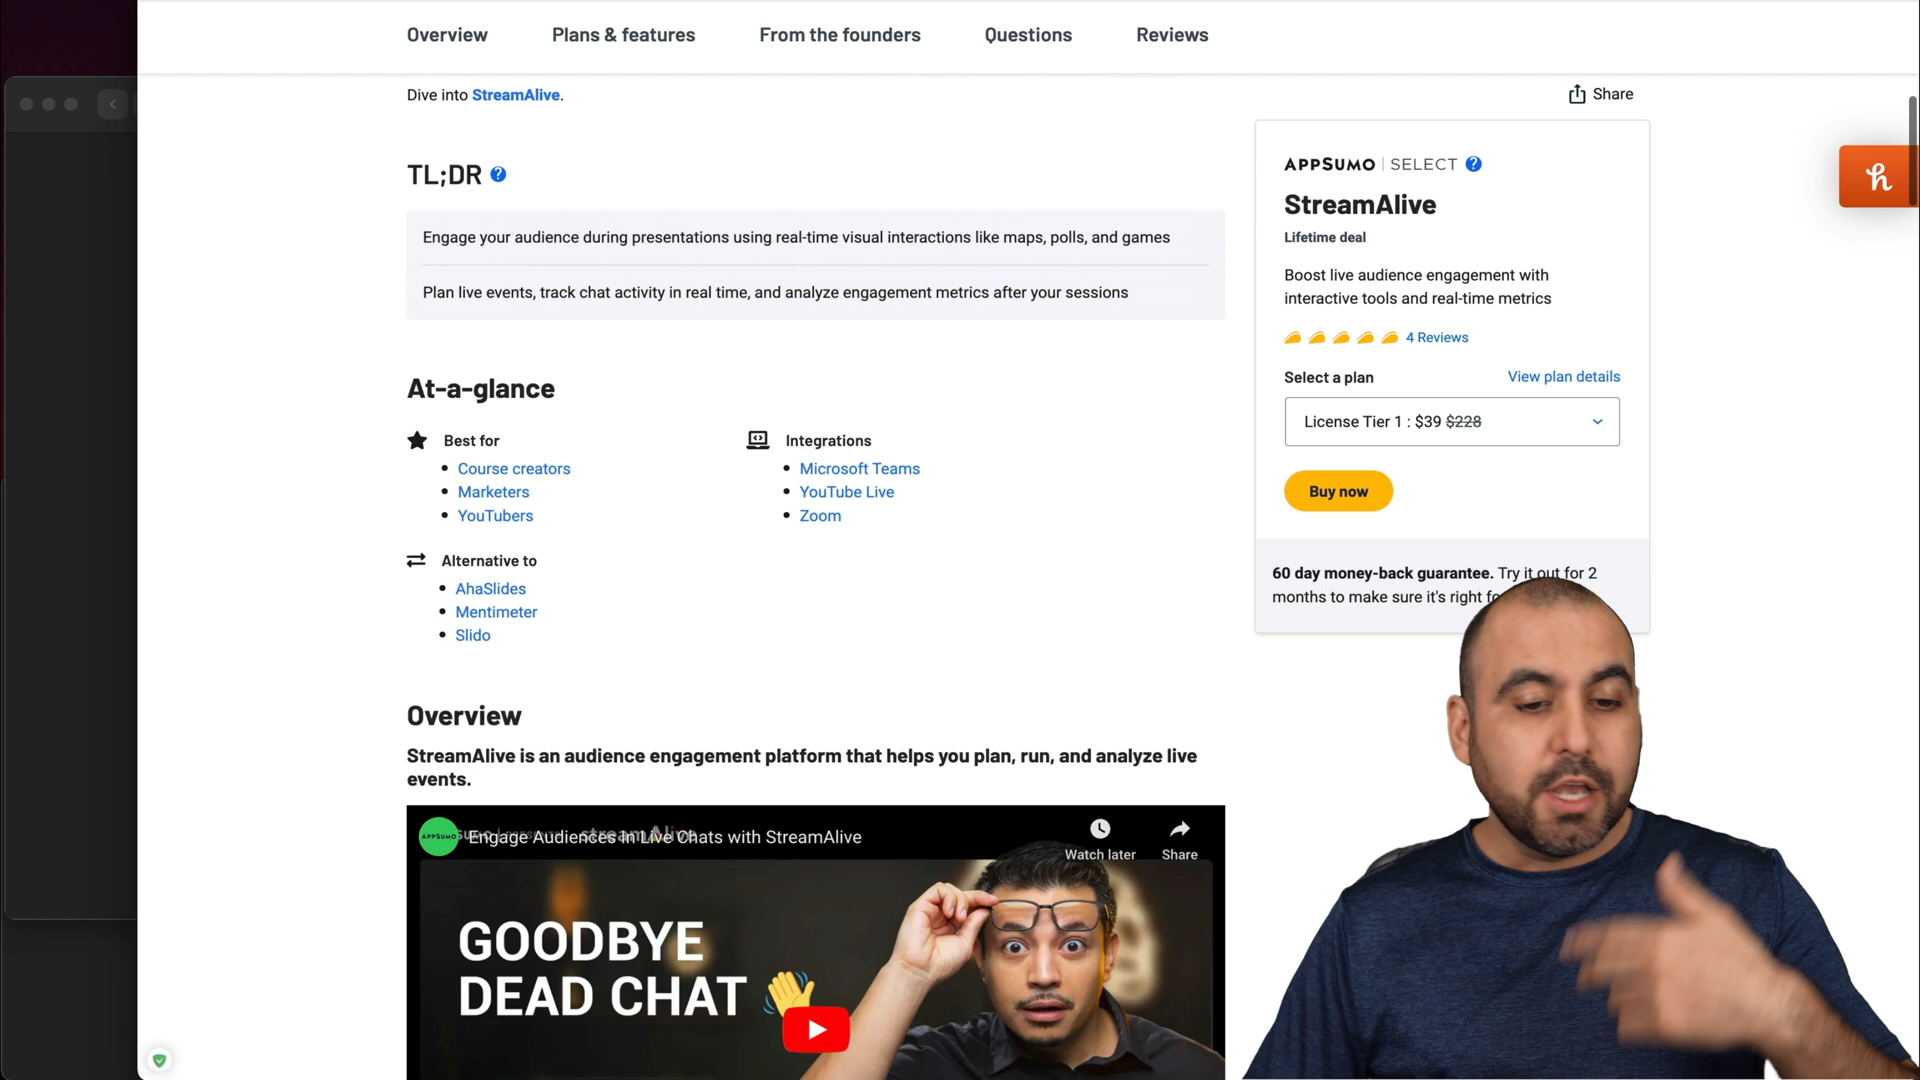 Overview
Plans & features
From the founders
Questions
Reviews
Dive into StreamAlive.
Share
TL;DR ?
Engage your audience during presentations using real-time visual interactions like maps, polls, and games
Plan live events, track chat activity in real time, and analyze engagement metrics after your sessions
At-a-glance
Best for
Course creators
Marketers
YouTubers
Integrations
Microsoft Teams
YouTube Live
Zoom
Alternative to
AhaSlides
Mentimeter
Slido
Overview
StreamAlive is an audience engagement platform that helps you plan, run, and analyze live
events.
APPSUMO
Engage Audiences In Live Chats with StreamAlive
Watch later
Share
GOODBYE
DEAD CHAT
APPSUMO | SELECT ?
StreamAlive
Lifetime deal
Boost live audience engagement with
interactive tools and real-time metrics
4 Reviews
Select a plan
View plan details
License Tier 1 : $39 $228
Buy now
60 day money-back guarantee. Try it out for 2
months to make sure it's right
h